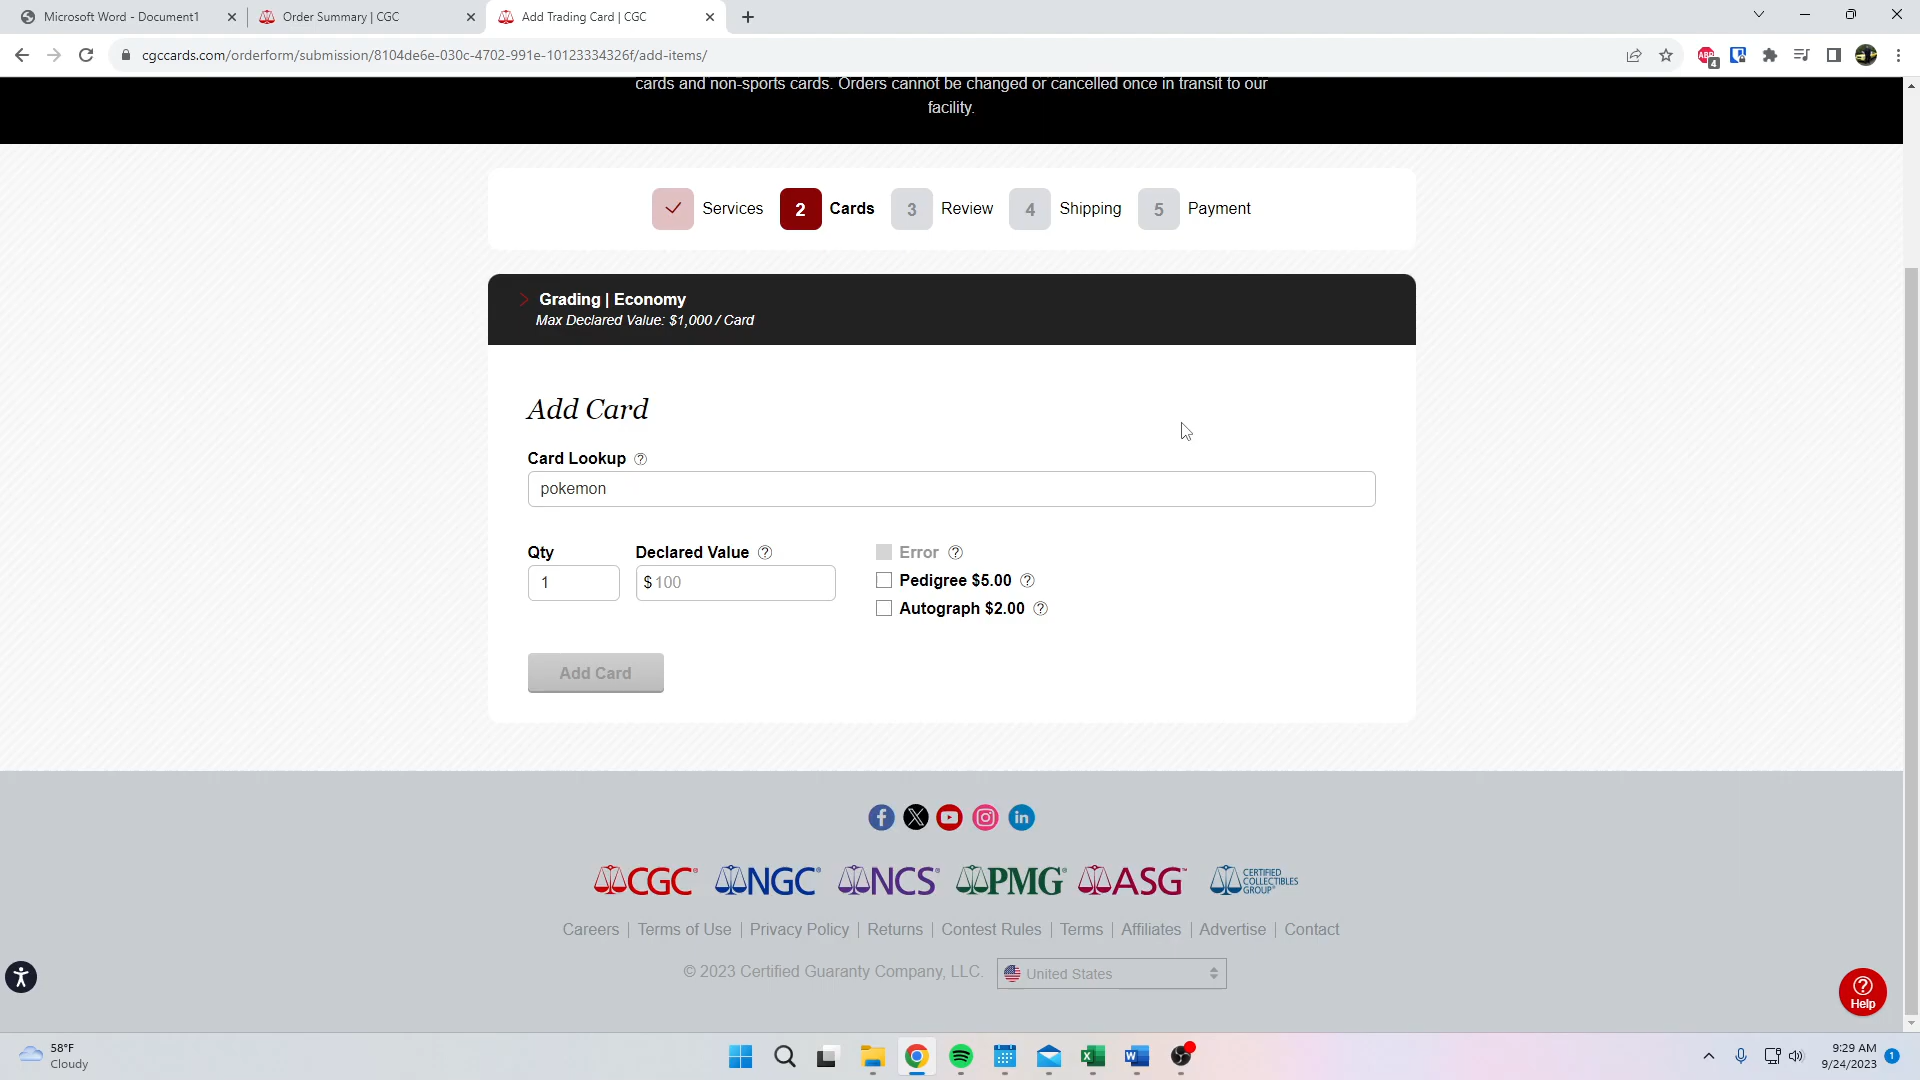 Microsoft Word - Document1
Order Summary | CGC
Add Trading Card | CGC
cgccards.com/orderform/submission/8104de6e-030c-4702-991e-10123334326f/add-items/
ABP
4
cards and non-sports cards. Orders cannot be changed or cancelled once in transit to our
facility.
Services
2 Cards
3 Review
4 Shipping
5 Payment
Grading | Economy
Max Declared Value: $1,000 / Card
Add Card
Card Lookup ?
pokemon
Qty
Declared Value ?
Error ?
1
$ 100
Pedigree $5.00 ?
Autograph $2.00 ?
Add Card
CGC®
NGC®
NCS®
PMG®
ASG™
CERTIFIED
COLLECTIBLES
GROUP®
Careers | Terms of Use | Privacy Policy | Returns | Contest Rules | Terms | Affiliates | Advertise | Contact
© 2023 Certified Guaranty Company, LLC.
United States
?
Help
58°F
Cloudy
9:29 AM
9/24/2023
1